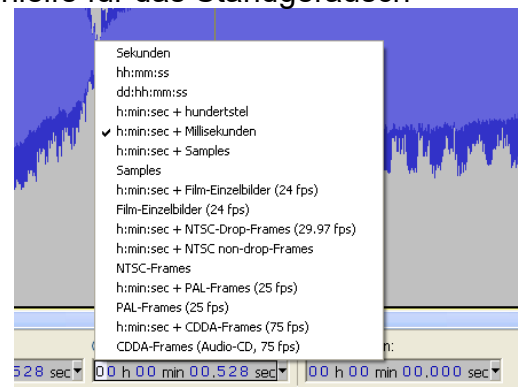 für das Standgeräusch
Sekunden
hh:mm:ss
dd:hh:mm:ss
h:min:sec + hundertstel
h:min:sec + Millisekunden
h:min:sec + Samples
Samples
h:min:sec + Film-Einzelbilder (24 fps)
Film-Einzelbilder (24 fps)
h:min:sec + NTSC-Drop-Frames (29.97 fps)
h:min:sec + NTSC non-drop-Frames
NTSC-Frames
h:min:sec + PAL-Frames (25 fps)
PAL-Frames (25 fps)
h:min:sec + CDDA-Frames (75 fps)
CDDA-Frames (Audio-CD, 75 fps)
528 sec 00 h 00 min 00,528 sec 00 h 00 min 00,000 sec